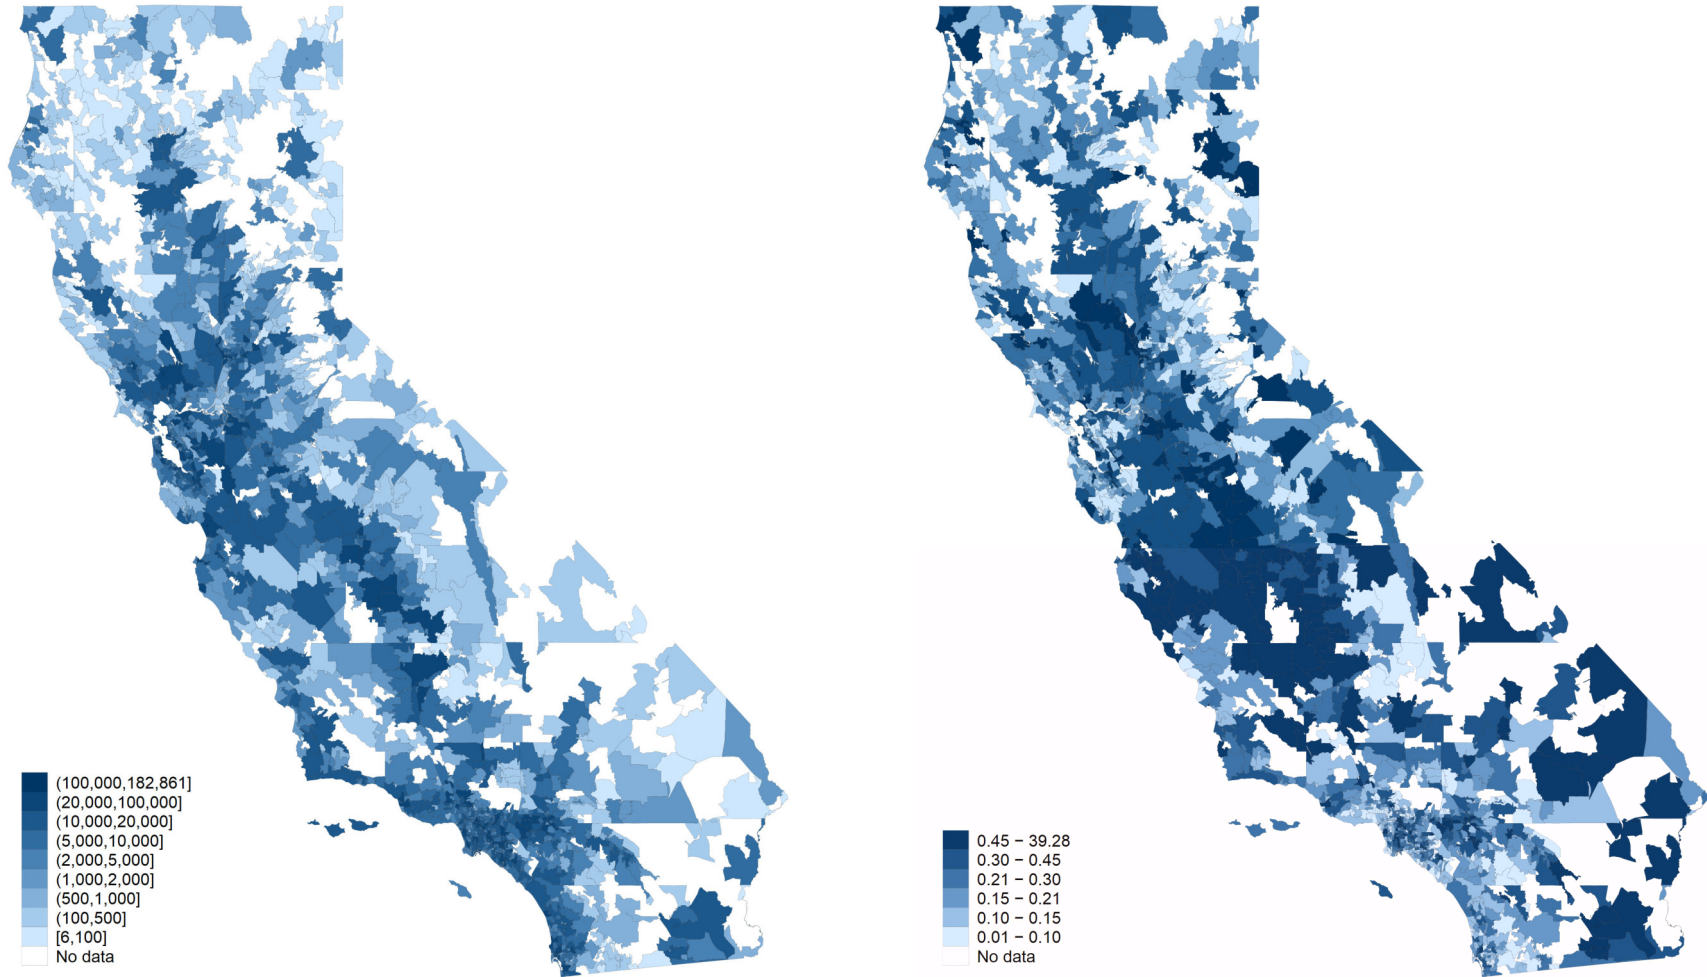 (100,000,182,861]
(20,000,100,000]
(10,000,20,000]
(5,000,10,000]
(2,000,5,000]
(1,000,2,000]
(500,1,000]
(100,500]
[6,100]
No data
0.45 − 39.28
0.30 − 0.45
0.21 − 0.30
0.15 − 0.21
0.10 − 0.15
0.01 − 0.10
No data